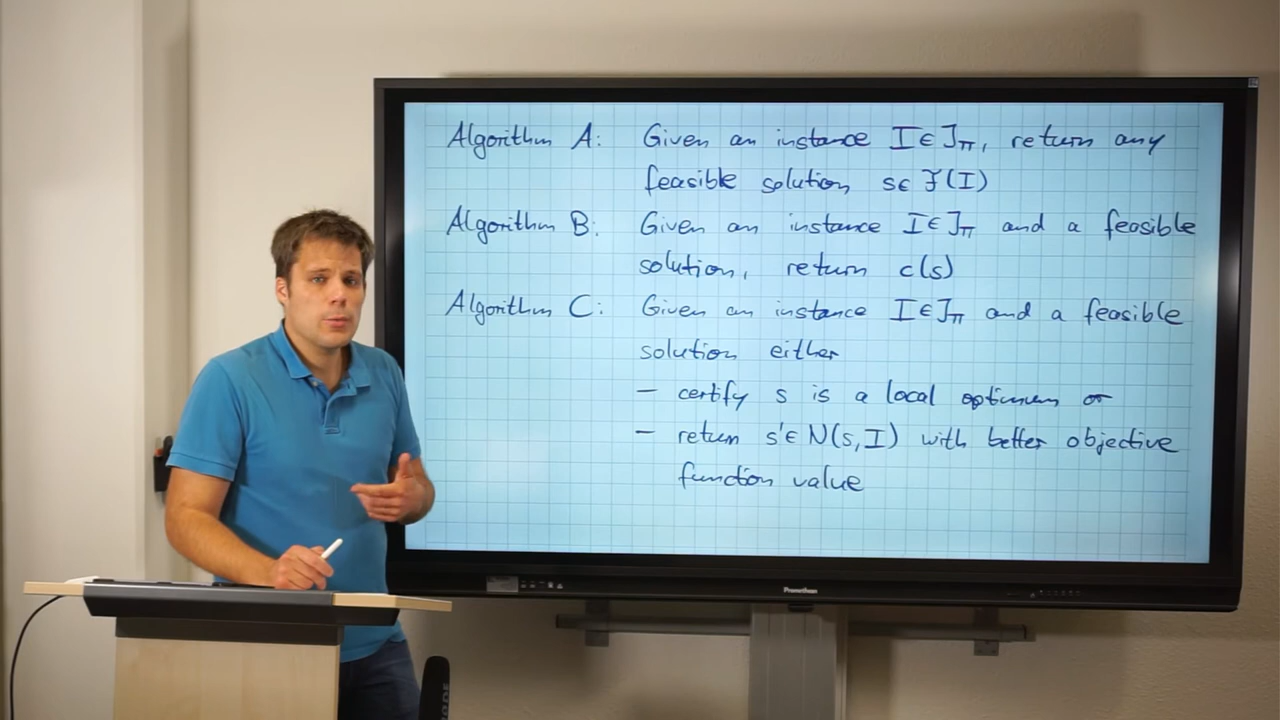 Algorithm A: Given an instance I ∈ J_π, return any
feasible solution s ∈ F(I)
Algorithm B: Given an instance I ∈ J_π and a feasible
solution, return c(s)
Algorithm C: Given an instance I ∈ J_π and a feasible
solution either
– certify s is a local optimum or
– return s' ∈ N(s, I) with better objective
function value
Promethean
RODE